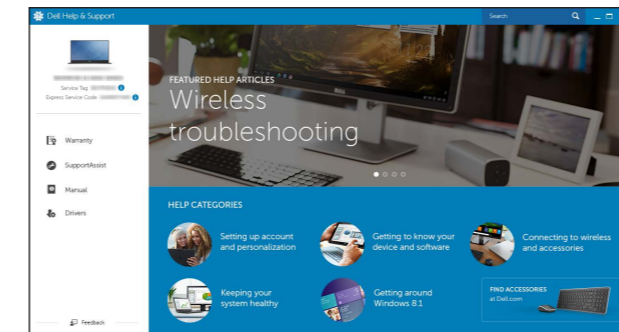 Dell Help & Support
Search
Service Tag
Express Service Code
Warranty
SupportAssist
Manual
Drivers
Feedback
FEATURED HELP ARTICLES
Wireless
troubleshooting
HELP CATEGORIES
Setting up account
and personalization
Getting to know your
device and software
Connecting to wireless
and accessories
Keeping your
system healthy
Getting around
Windows 8.1
FIND ACCESSORIES
at Dell.com